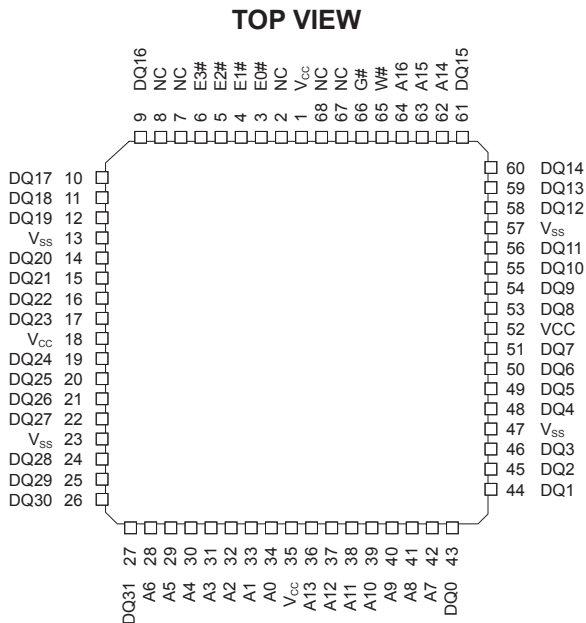 TOP VIEW
DQ16
NC
NC
E3#
E2#
E1#
E0#
NC
VCC
NC
NC
G#
W#
A16
A15
A14
DQ15
9 8 7 6 5 4 3 2 1 68 67 66 65 64 63 62 61
DQ17 10
DQ18 11
DQ19 12
VSS 13
DQ20 14
DQ21 15
DQ22 16
DQ23 17
VCC 18
DQ24 19
DQ25 20
DQ26 21
DQ27 22
VSS 23
DQ28 24
DQ29 25
DQ30 26
60 DQ14
59 DQ13
58 DQ12
57 VSS
56 DQ11
55 DQ10
54 DQ9
53 DQ8
52 VCC
51 DQ7
50 DQ6
49 DQ5
48 DQ4
47 VSS
46 DQ3
45 DQ2
44 DQ1
27 28 29 30 31 32 33 34 35 36 37 38 39 40 41 42 43
DQ31
A6
A5
A4
A3
A2
A1
A0
VCC
A13
A12
A11
A10
A9
A8
A7
DQ0